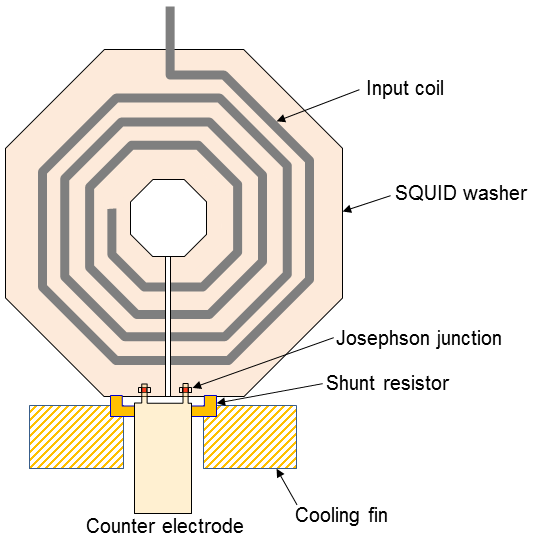 Input coil
SQUID washer
Josephson junction
Shunt resistor
Cooling fin
Counter electrode